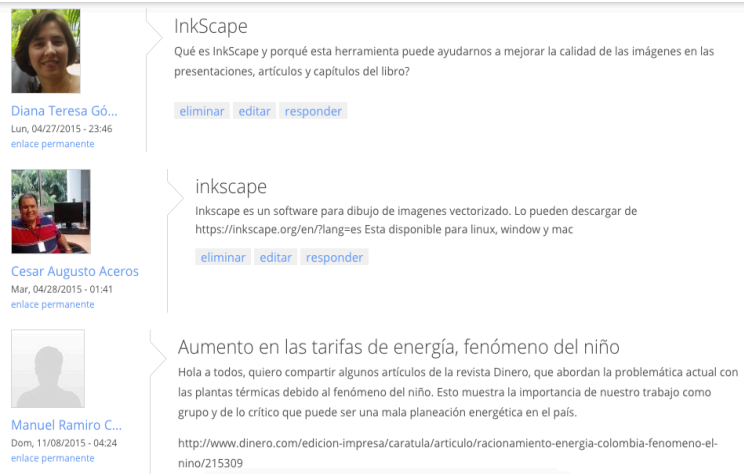 InkScape
Qué es InkScape y porqué esta herramienta puede ayudarnos a mejorar la calidad de las imágenes en las
presentaciones, artículos y capítulos del libro?
eliminar editar responder
Diana Teresa Gó...
Lun, 04/27/2015 - 23:46
enlace permanente
inkscape
Inkscape es un software para dibujo de imagenes vectorizado. Lo pueden descargar de
https://inkscape.org/en/?lang=es Esta disponible para linux, window y mac
eliminar editar responder
Cesar Augusto Aceros
Mar, 04/28/2015 - 01:41
enlace permanente
Aumento en las tarifas de energía, fenómeno del niño
Hola a todos, quiero compartir algunos artículos de la revista Dinero, que abordan la problemática actual con
las plantas térmicas debido al fenómeno del niño. Esto muestra la importancia de nuestro trabajo como
grupo y de lo crítico que puede ser una mala planeación energética en el país.
Manuel Ramiro C...
Dom, 11/08/2015 - 04:24
enlace permanente
http://www.dinero.com/edicion-impresa/caratula/articulo/racionamiento-energia-colombia-fenomeno-el-
nino/215309